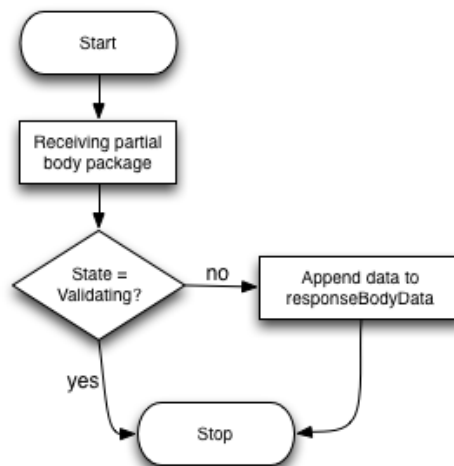 Start
Receiving partial
body package
State =
Validating?
no
Append data to
responseBodyData
yes
Stop